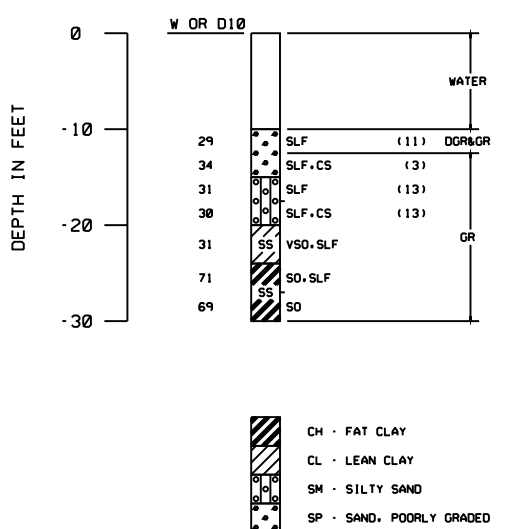 W OR D10
0
WATER
-10
29 SLF (11) DGR&GR
34 SLF.CS (3)
31 SLF (13)
30 SLF.CS (13)
-20
GR
31 SS VSO.SLF
71 SO.SLF
SS
69 SO
-30
DEPTH IN FEET
CH - FAT CLAY
CL - LEAN CLAY
SM - SILTY SAND
SP - SAND. POORLY GRADED